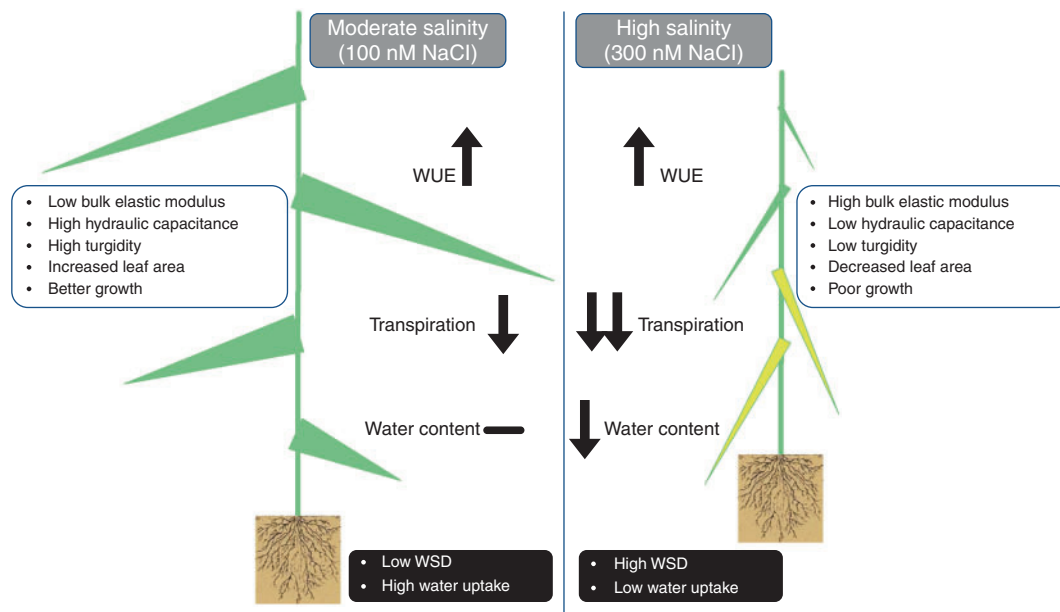 Moderate salinity
(100 nM NaCl)
High salinity
(300 nM NaCl)
WUE
WUE
• Low bulk elastic modulus
• High hydraulic capacitance
• High turgidity
• Increased leaf area
• Better growth
• High bulk elastic modulus
• Low hydraulic capacitance
• Low turgidity
• Decreased leaf area
• Poor growth
Transpiration
Transpiration
Water content
Water content
• Low WSD
• High water uptake
• High WSD
• Low water uptake